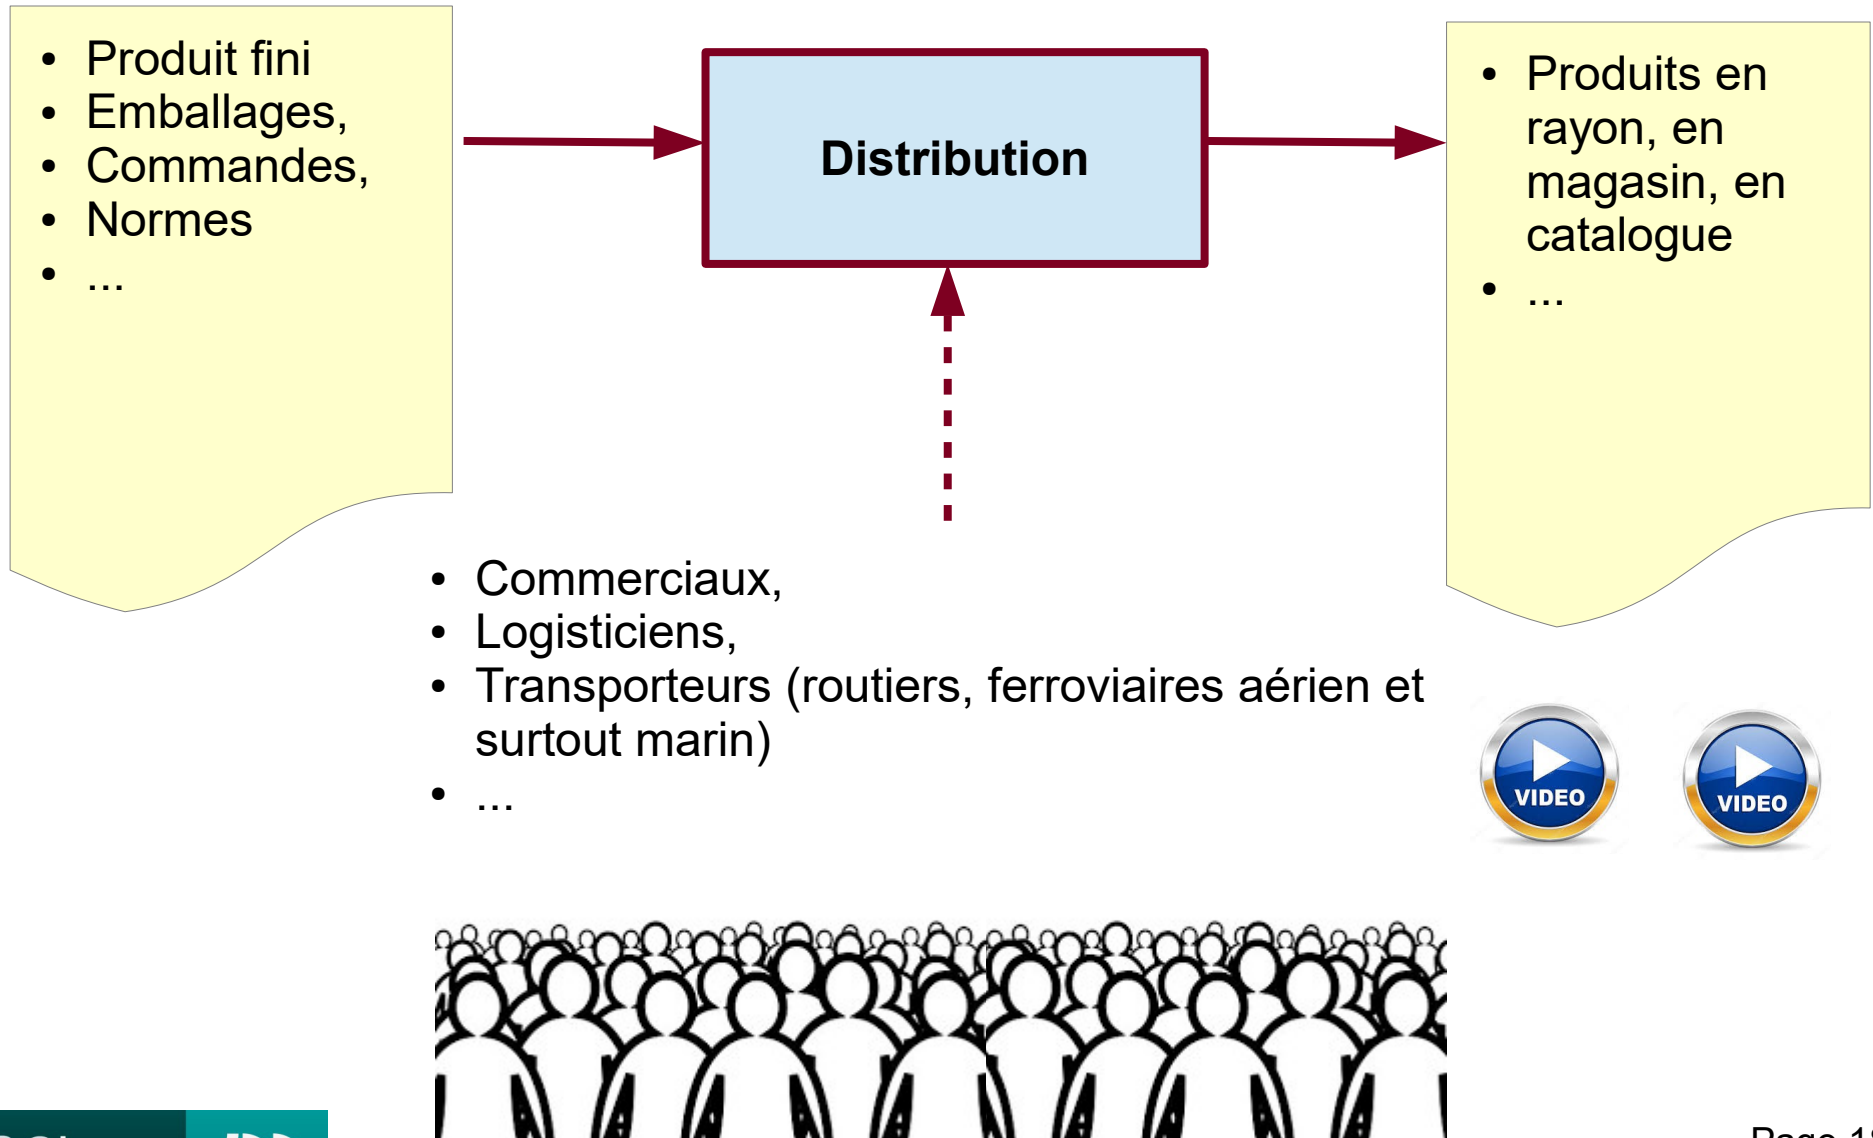 • Produit fini
• Emballages,
• Commandes,
• Normes
• ...
Distribution
• Produits en
rayon, en
magasin, en
catalogue
• ...
• Commerciaux,
• Logisticiens,
• Transporteurs (routiers, ferroviaires aérien et
surtout marin)
• ...
VIDEO
VIDEO
Page